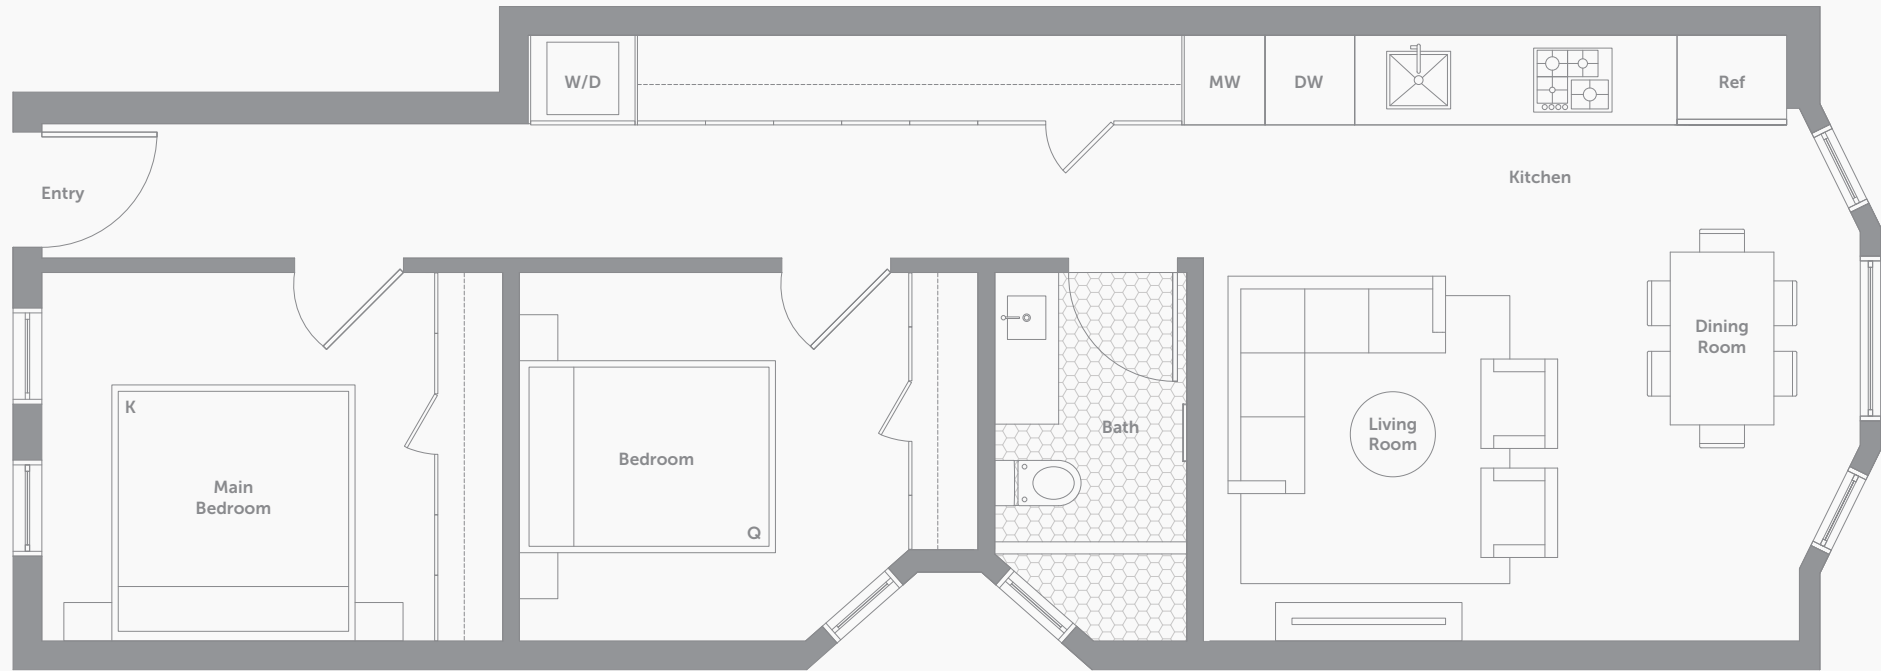 W/D
MW
DW
Ref
Entry
Kitchen
K
Main
Bedroom
Bedroom
Q
Bath
Living
Room
Dining
Room